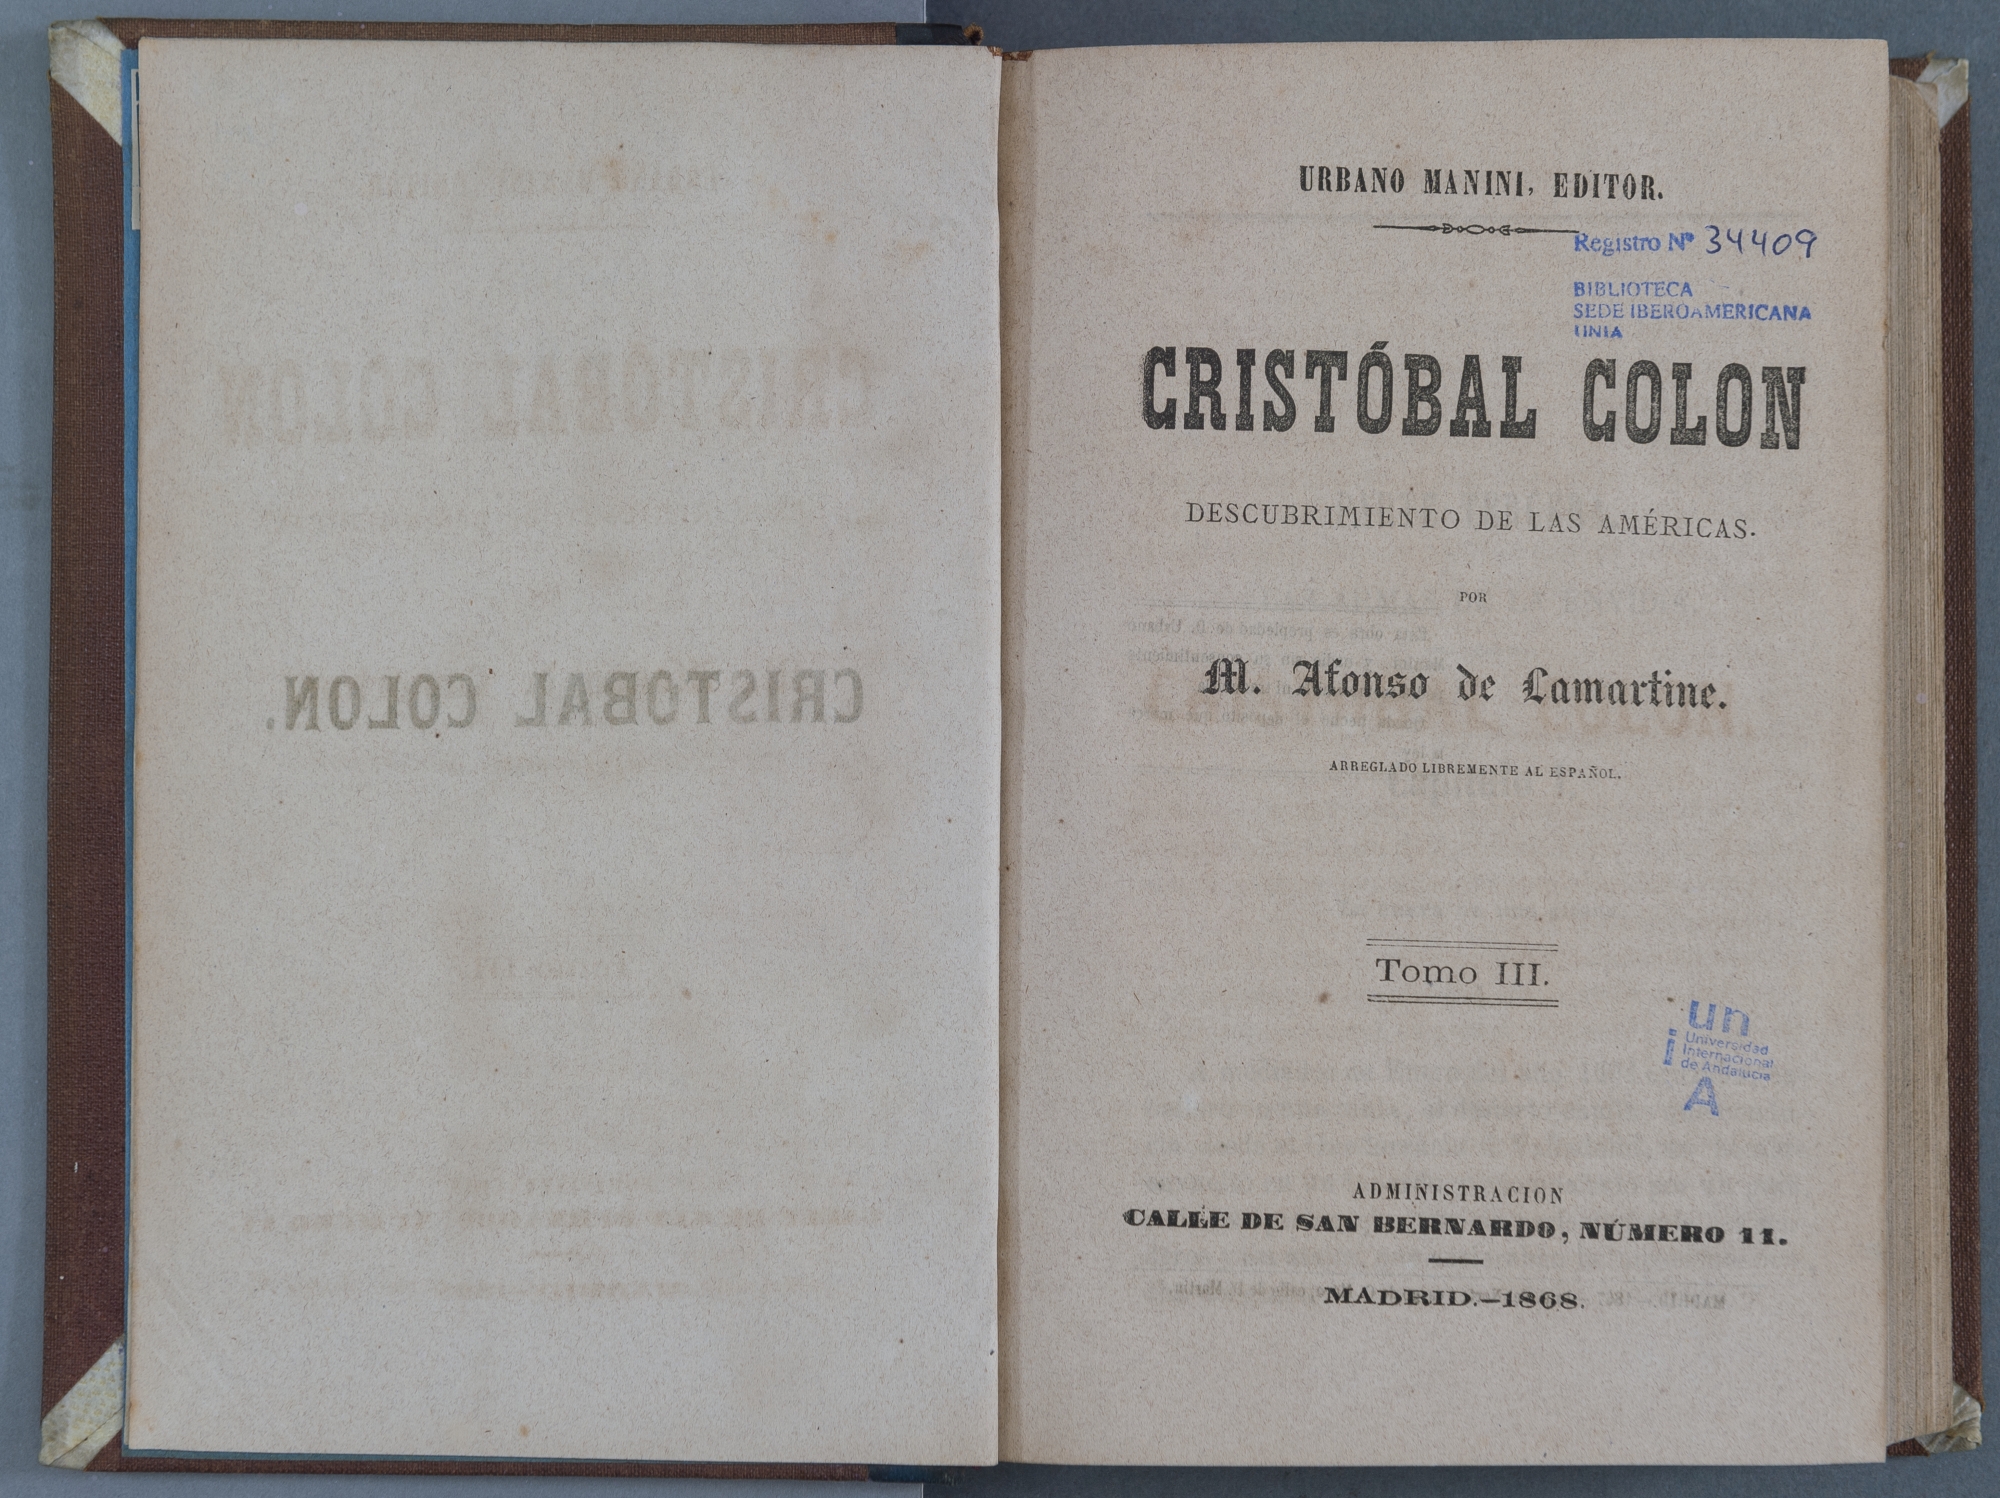 CRISTOBAL COLON.
URBANO MANINI, EDITOR.
Registro Nº 34409
BIBLIOTECA
SEDE IBEROAMERICANA
UNIA
CRISTÓBAL COLON
DESCUBRIMIENTO DE LAS AMÉRICAS.
POR
M. Afonso de Lamartine.
ARREGLADO LIBREMENTE AL ESPAÑOL.
Tomo III.
un
i
Universidad
Internacional
de Andalucía
A
ADMINISTRACION
CALLE DE SAN BERNARDO, NÚMERO 11.
MADRID.—1868.